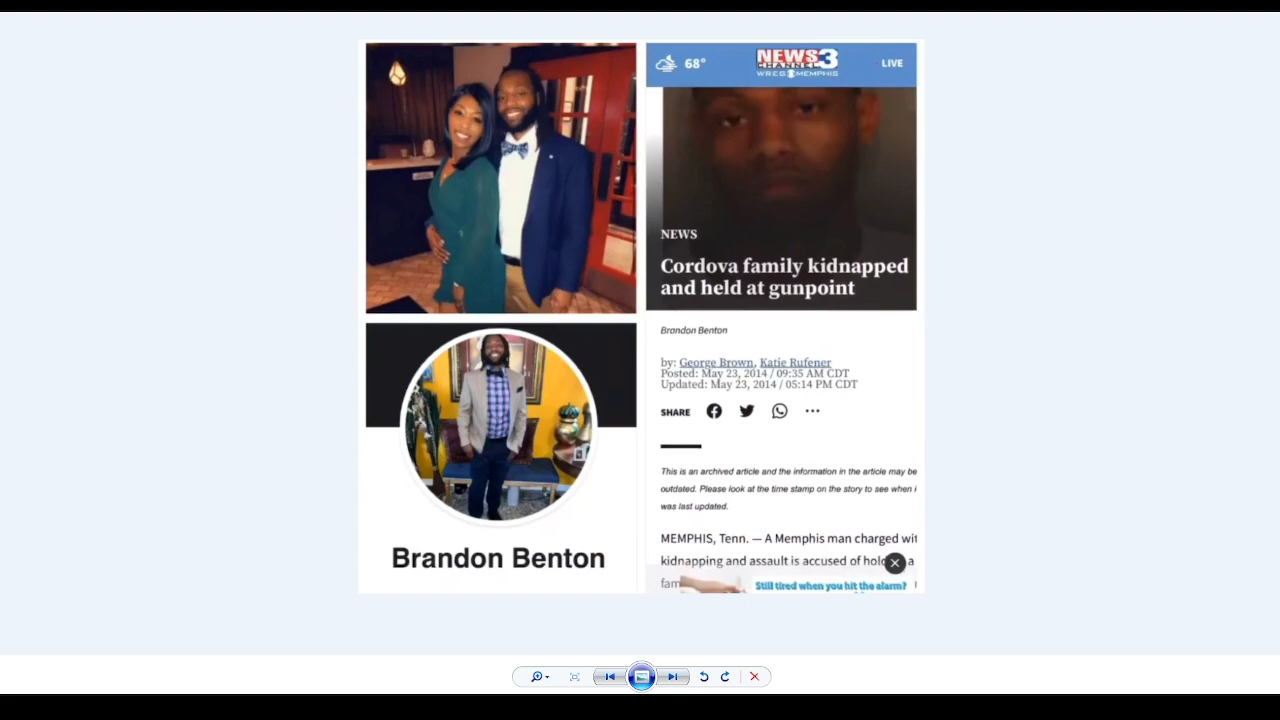 68°
NEWS 3
CHANNEL
WREG MEMPHIS
LIVE
NEWS
Cordova family kidnapped
and held at gunpoint
Brandon Benton
by: George Brown, Katie Rufener
Posted: May 23, 2014 / 09:35 AM CDT
Updated: May 23, 2014 / 05:14 PM CDT
SHARE
This is an archived article and the information in the article may be
outdated. Please look at the time stamp on the story to see when i
was last updated.
MEMPHIS, Tenn. — A Memphis man charged wit
kidnapping and assault is accused of hol a
fam
Still tired when you hit the alarm?
Brandon Benton